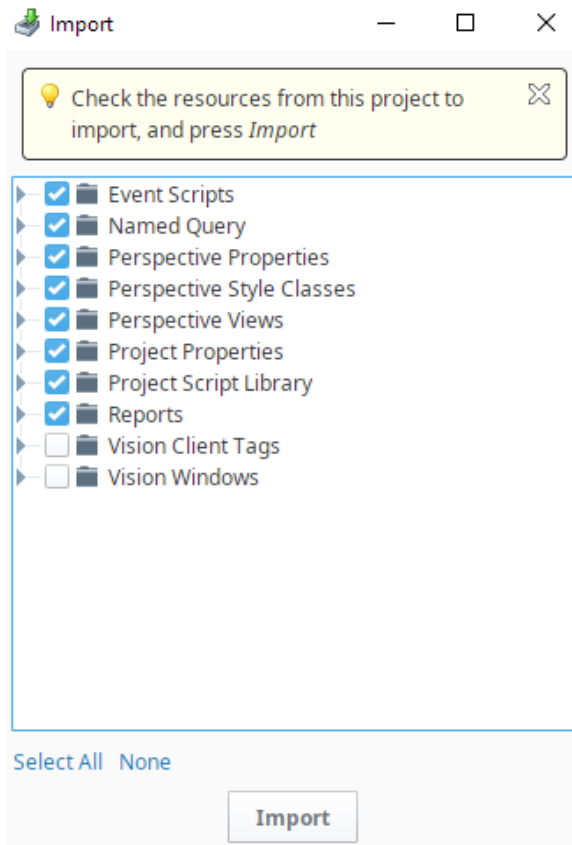 Import
Check the resources from this project to
import, and press Import
Event Scripts
Named Query
Perspective Properties
Perspective Style Classes
Perspective Views
Project Properties
Project Script Library
Reports
Vision Client Tags
Vision Windows
Select All None
Import